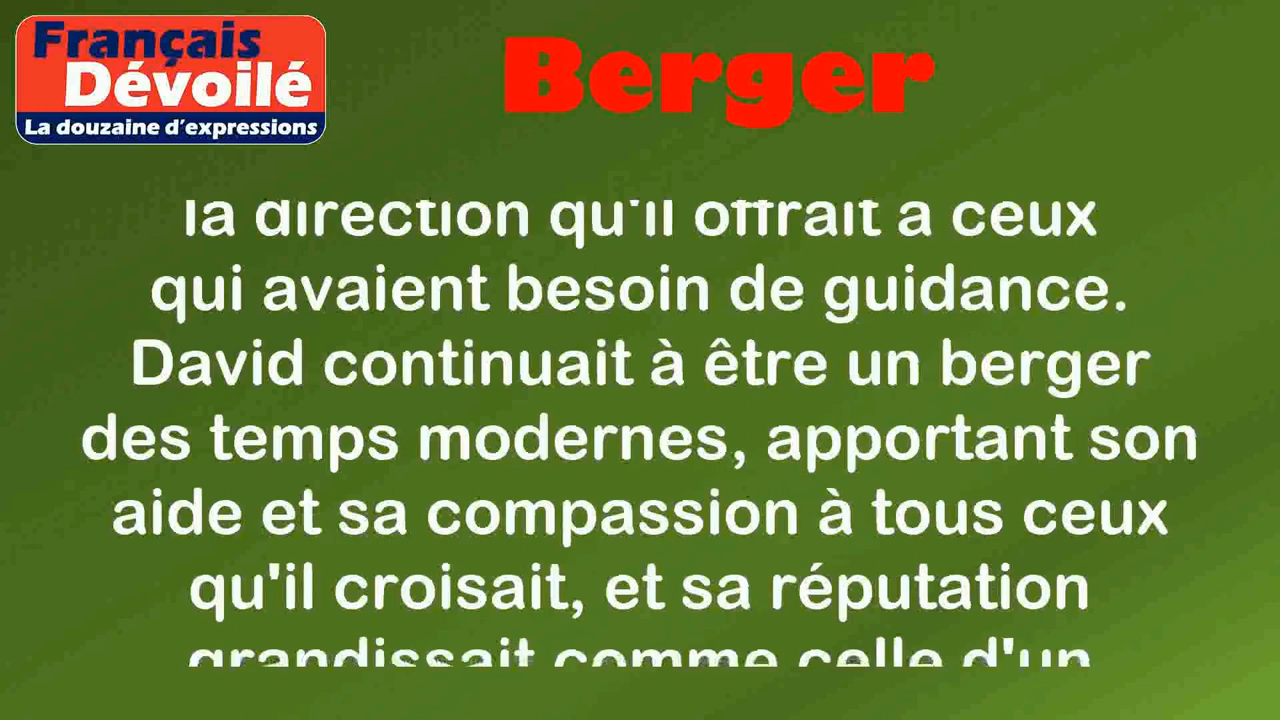 Français
Dévoilé
La douzaine d'expressions
Berger
la direction qu'il offrait à ceux
qui avaient besoin de guidance.
David continuait à être un berger
des temps modernes, apportant son
aide et sa compassion à tous ceux
qu'il croisait, et sa réputation
grandissait comme celle d'un